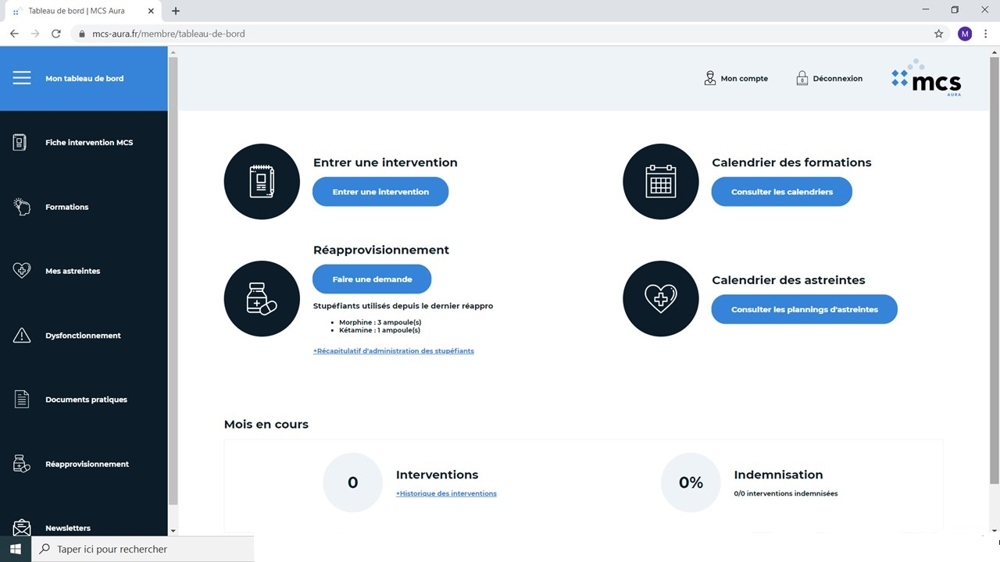 Tableau de bord | MCS Aura
mcs-aura.fr/membre/tableau-de-bord
M
Mon tableau de bord
Mon compte
Déconnexion
mcs
AURA
Fiche intervention MCS
Formations
Mes astreintes
Dysfonctionnement
Documents pratiques
Réapprovisionnement
Newsletters
Entrer une intervention
Entrer une intervention
Calendrier des formations
Consulter les calendriers
Réapprovisionnement
Faire une demande
Stupéfiants utilisés depuis le dernier réappro
Morphine : 3 ampoule(s)
Kétamine : 1 ampoule(s)
+Récapitulatif d'administration des stupéfiants
Calendrier des astreintes
Consulter les plannings d'astreintes
Mois en cours
0
Interventions
+Historique des interventions
0%
Indemnisation
0/0 interventions indemnisées
Taper ici pour rechercher